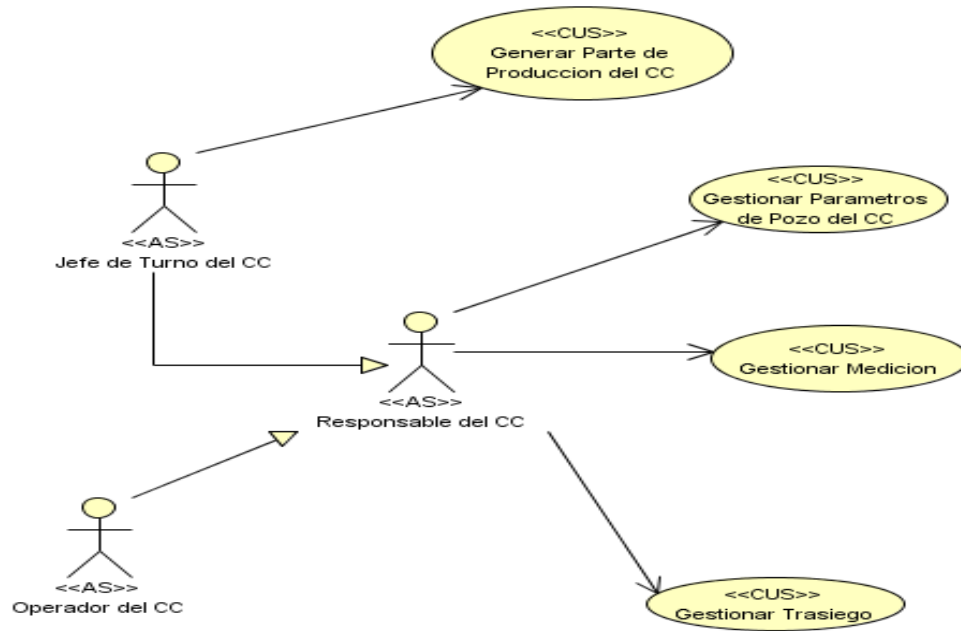 <<CUS>>
Generar Parte de
Produccion del CC
<<AS>>
Jefe de Turno del CC
<<CUS>>
Gestionar Parametros
de Pozo del CC
<<AS>>
Responsable del CC
<<CUS>>
Gestionar Medicion
<<AS>>
Operador del CC
<<CUS>>
Gestionar Trasiego